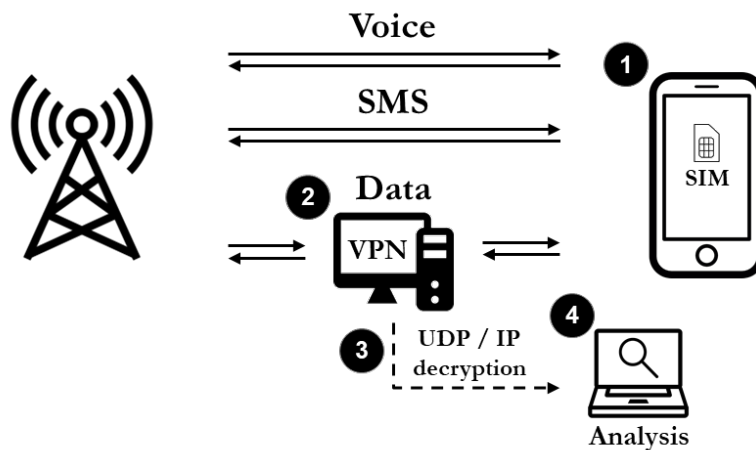 Voice
1
SMS
SIM
2
Data
VPN
3
UDP / IP
decryption
4
Analysis